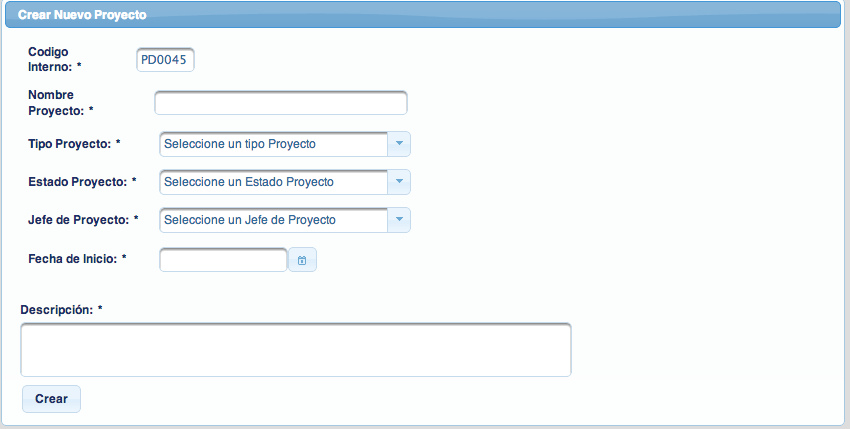 Crear Nuevo Proyecto
Codigo
Interno: *
PD0045
Nombre
Proyecto: *
Tipo Proyecto: * Seleccione un tipo Proyecto
Estado Proyecto: * Seleccione un Estado Proyecto
Jefe de Proyecto: * Seleccione un Jefe de Proyecto
Fecha de Inicio: *
Descripción: *
Crear